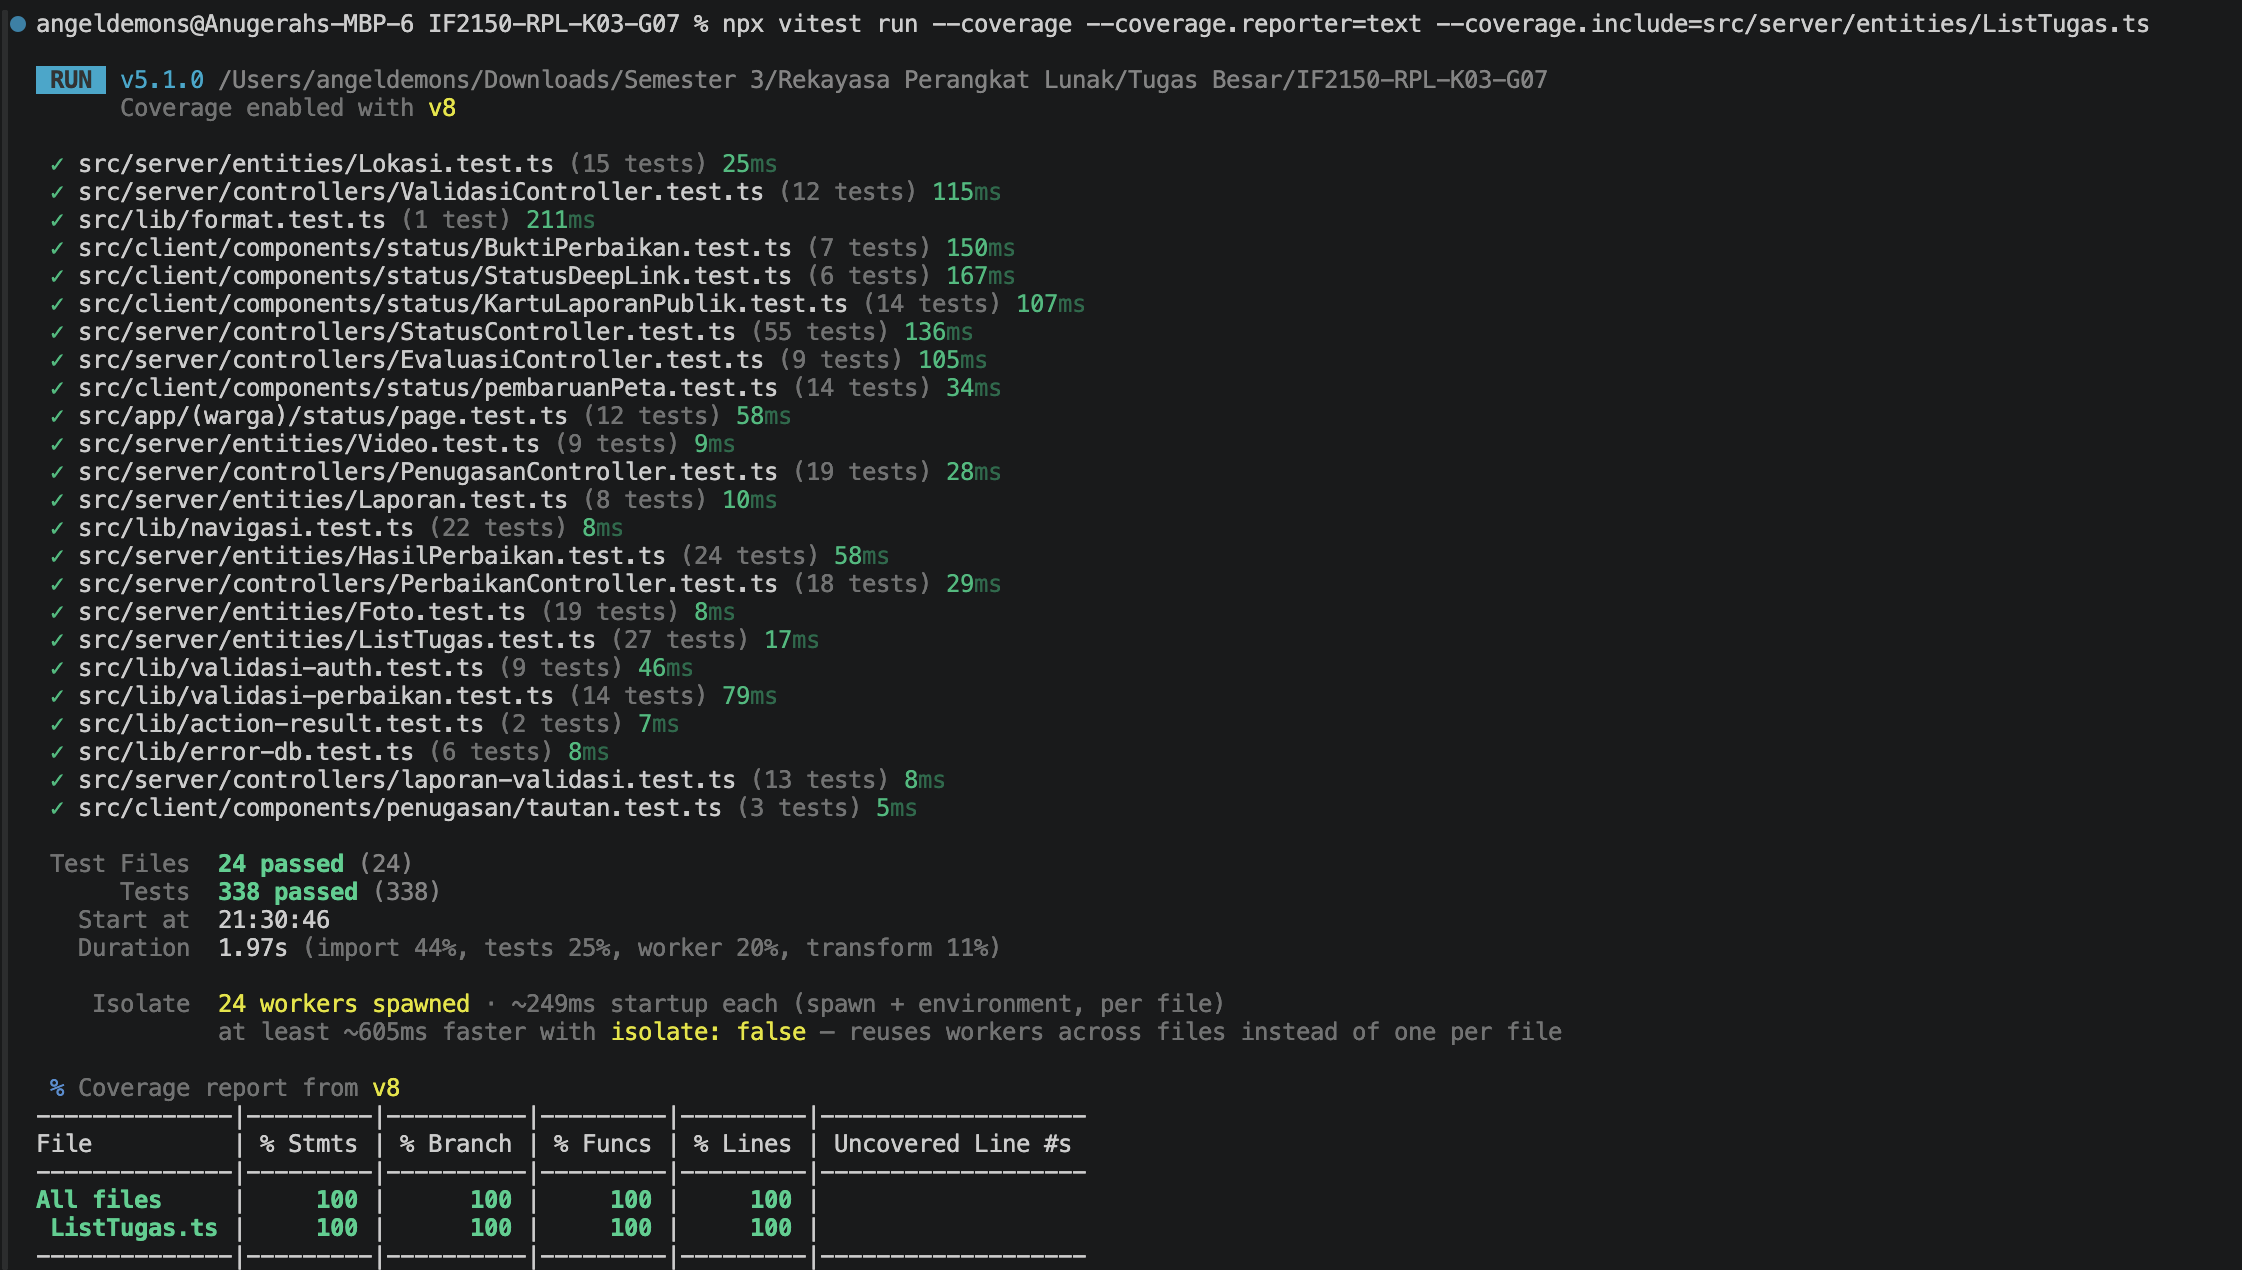 angeldemons@Anugerahs-MBP-6 IF2150-RPL-K03-G07 % npx vitest run --coverage --coverage.reporter=text --coverage.include=src/server/entities/ListTugas.ts
RUN v5.1.0 /Users/angeldemons/Downloads/Semester 3/Rekayasa Perangkat Lunak/Tugas Besar/IF2150-RPL-K03-G07
Coverage enabled with v8
✓ src/server/entities/Lokasi.test.ts (15 tests) 25ms
✓ src/server/controllers/ValidasiController.test.ts (12 tests) 115ms
✓ src/lib/format.test.ts (1 test) 211ms
✓ src/client/components/status/BuktiPerbaikan.test.ts (7 tests) 150ms
✓ src/client/components/status/StatusDeepLink.test.ts (6 tests) 167ms
✓ src/client/components/status/KartuLaporanPublik.test.ts (14 tests) 107ms
✓ src/server/controllers/StatusController.test.ts (55 tests) 136ms
✓ src/server/controllers/EvaluasiController.test.ts (9 tests) 105ms
✓ src/client/components/status/pembaruanPeta.test.ts (14 tests) 34ms
✓ src/app/(warga)/status/page.test.ts (12 tests) 58ms
✓ src/server/entities/Video.test.ts (9 tests) 9ms
✓ src/server/controllers/PenugasanController.test.ts (19 tests) 28ms
✓ src/server/entities/Laporan.test.ts (8 tests) 10ms
✓ src/lib/navigasi.test.ts (22 tests) 8ms
✓ src/server/entities/HasilPerbaikan.test.ts (24 tests) 58ms
✓ src/server/controllers/PerbaikanController.test.ts (18 tests) 29ms
✓ src/server/entities/Foto.test.ts (19 tests) 8ms
✓ src/server/entities/ListTugas.test.ts (27 tests) 17ms
✓ src/lib/validasi-auth.test.ts (9 tests) 46ms
✓ src/lib/validasi-perbaikan.test.ts (14 tests) 79ms
✓ src/lib/action-result.test.ts (2 tests) 7ms
✓ src/lib/error-db.test.ts (6 tests) 8ms
✓ src/server/controllers/laporan-validasi.test.ts (13 tests) 8ms
✓ src/client/components/penugasan/tautan.test.ts (3 tests) 5ms
Test Files 24 passed (24)
Tests 338 passed (338)
Start at 21:30:46
Duration 1.97s (import 44%, tests 25%, worker 20%, transform 11%)
Isolate 24 workers spawned · ~249ms startup each (spawn + environment, per file)
at least ~605ms faster with isolate: false — reuses workers across files instead of one per file
% Coverage report from v8
--------------|---------|----------|---------|---------|-------------------
File | % Stmts | % Branch | % Funcs | % Lines | Uncovered Line #s
--------------|---------|----------|---------|---------|-------------------
All files | 100 | 100 | 100 | 100 |
ListTugas.ts | 100 | 100 | 100 | 100 |
--------------|---------|----------|---------|---------|-------------------